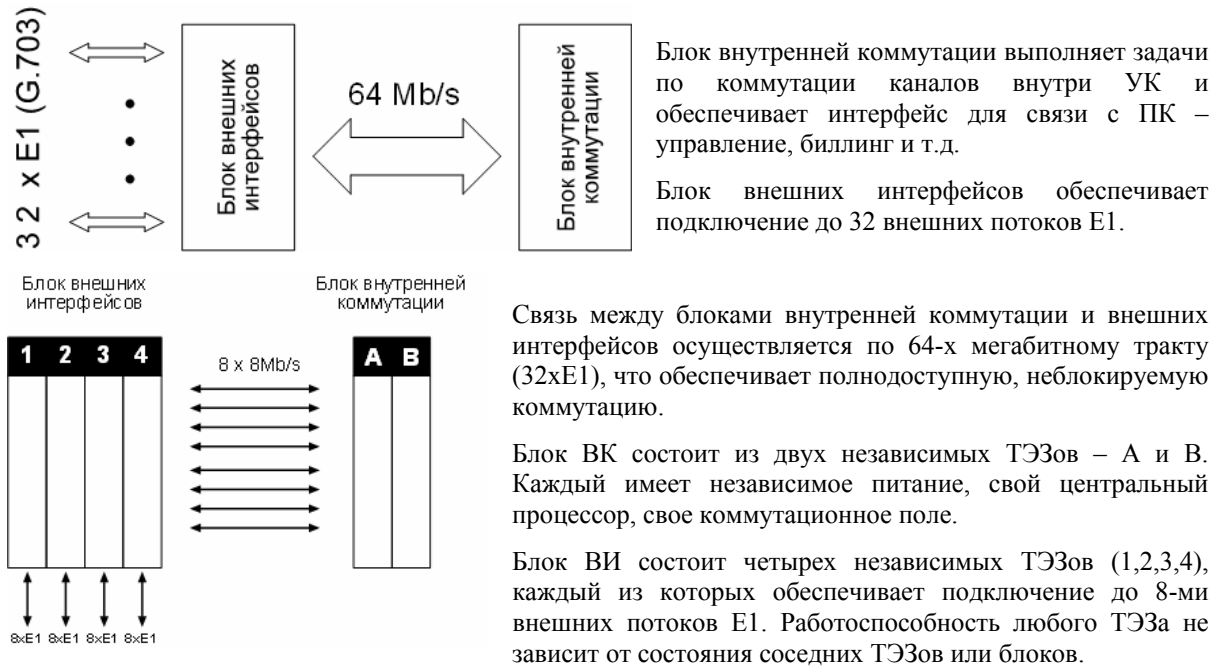 32 x E1 (G.703)
Блок внешних
интерфейсов
64 Mb/s
Блок внутренней
коммутации
Блок внутренней коммутации выполняет задачи
по коммутации каналов внутри УК и
обеспечивает интерфейс для связи с ПК –
управление, биллинг и т.д.
Блок внешних интерфейсов обеспечивает
подключение до 32 внешних потоков E1.
Блок внешних
интерфейсов
Блок внутренней
коммутации
1 2 3 4
8 x 8Mb/s
A B
8xE1 8xE1 8xE1 8xE1
Связь между блоками внутренней коммутации и внешних
интерфейсов осуществляется по 64-х мегабитному тракту
(32xE1), что обеспечивает полнодоступную, неблокируемую
коммутацию.
Блок ВК состоит из двух независимых ТЭЗов – А и В.
Каждый имеет независимое питание, свой центральный
процессор, свое коммутационное поле.
Блок ВИ состоит четырех независимых ТЭЗов (1,2,3,4),
каждый из которых обеспечивает подключение до 8-ми
внешних потоков E1. Работоспособность любого ТЭЗа не
зависит от состояния соседних ТЭЗов или блоков.